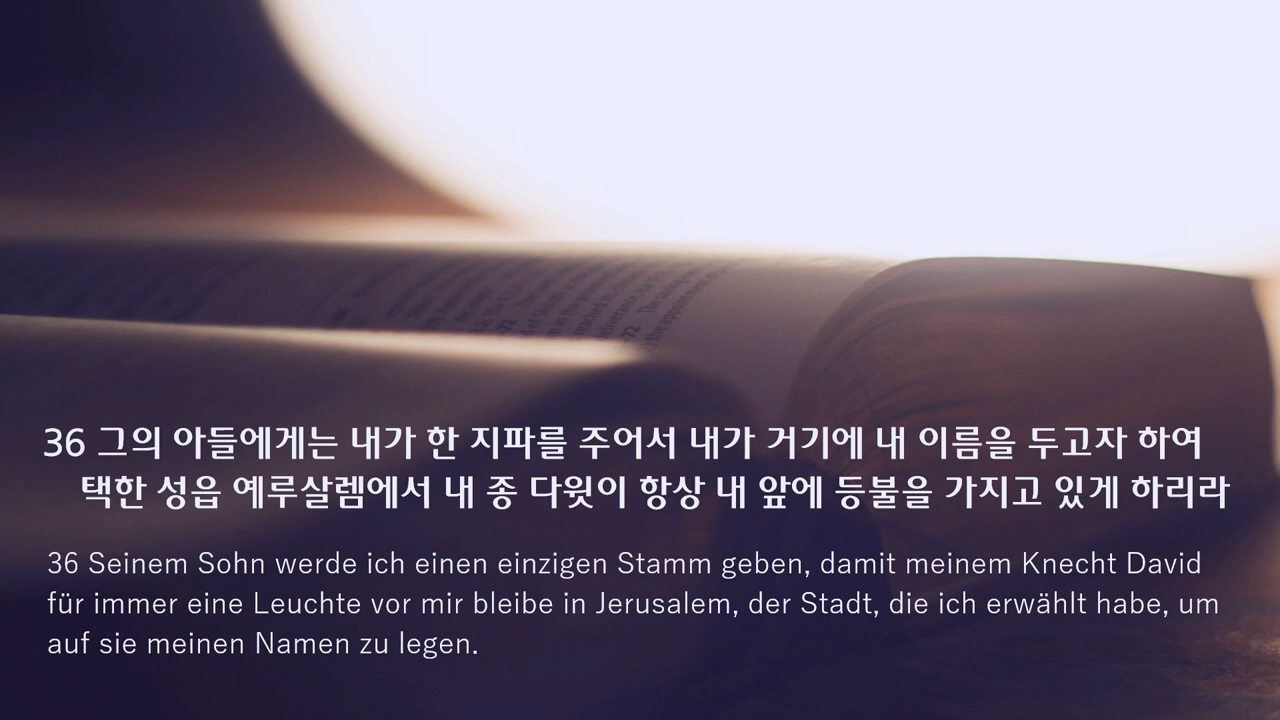 36 그의 아들에게는 내가 한 지파를 주어서 내가 거기에 내 이름을 두고자 하여
택한 성읍 예루살렘에서 내 종 다윗이 항상 내 앞에 등불을 가지고 있게 하리라
36 Seinem Sohn werde ich einen einzigen Stamm geben, damit meinem Knecht David
für immer eine Leuchte vor mir bleibe in Jerusalem, der Stadt, die ich erwählt habe, um
auf sie meinen Namen zu legen.